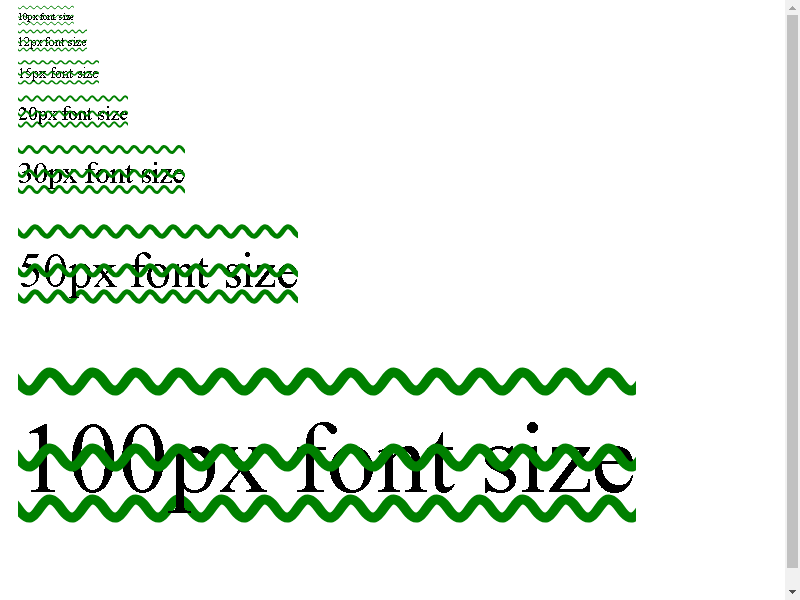 10px font size
12px font size
15px font size
20px font size
30px font size
50px font size
100px font size